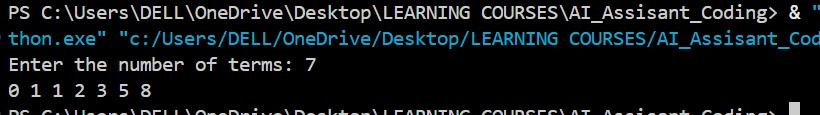 PS C:\Users\DELL\OneDrive\Desktop\LEARNING COURSES\AI_Assisant_Coding> & "
thon.exe" "c:/Users/DELL/OneDrive/Desktop/LEARNING COURSES/AI_Assisant_Cod
Enter the number of terms: 7
0 1 1 2 3 5 8
PS C:\Users\DELL\OneDrive\Desktop\LEARNING COURSES\AI_Assisant_Coding>